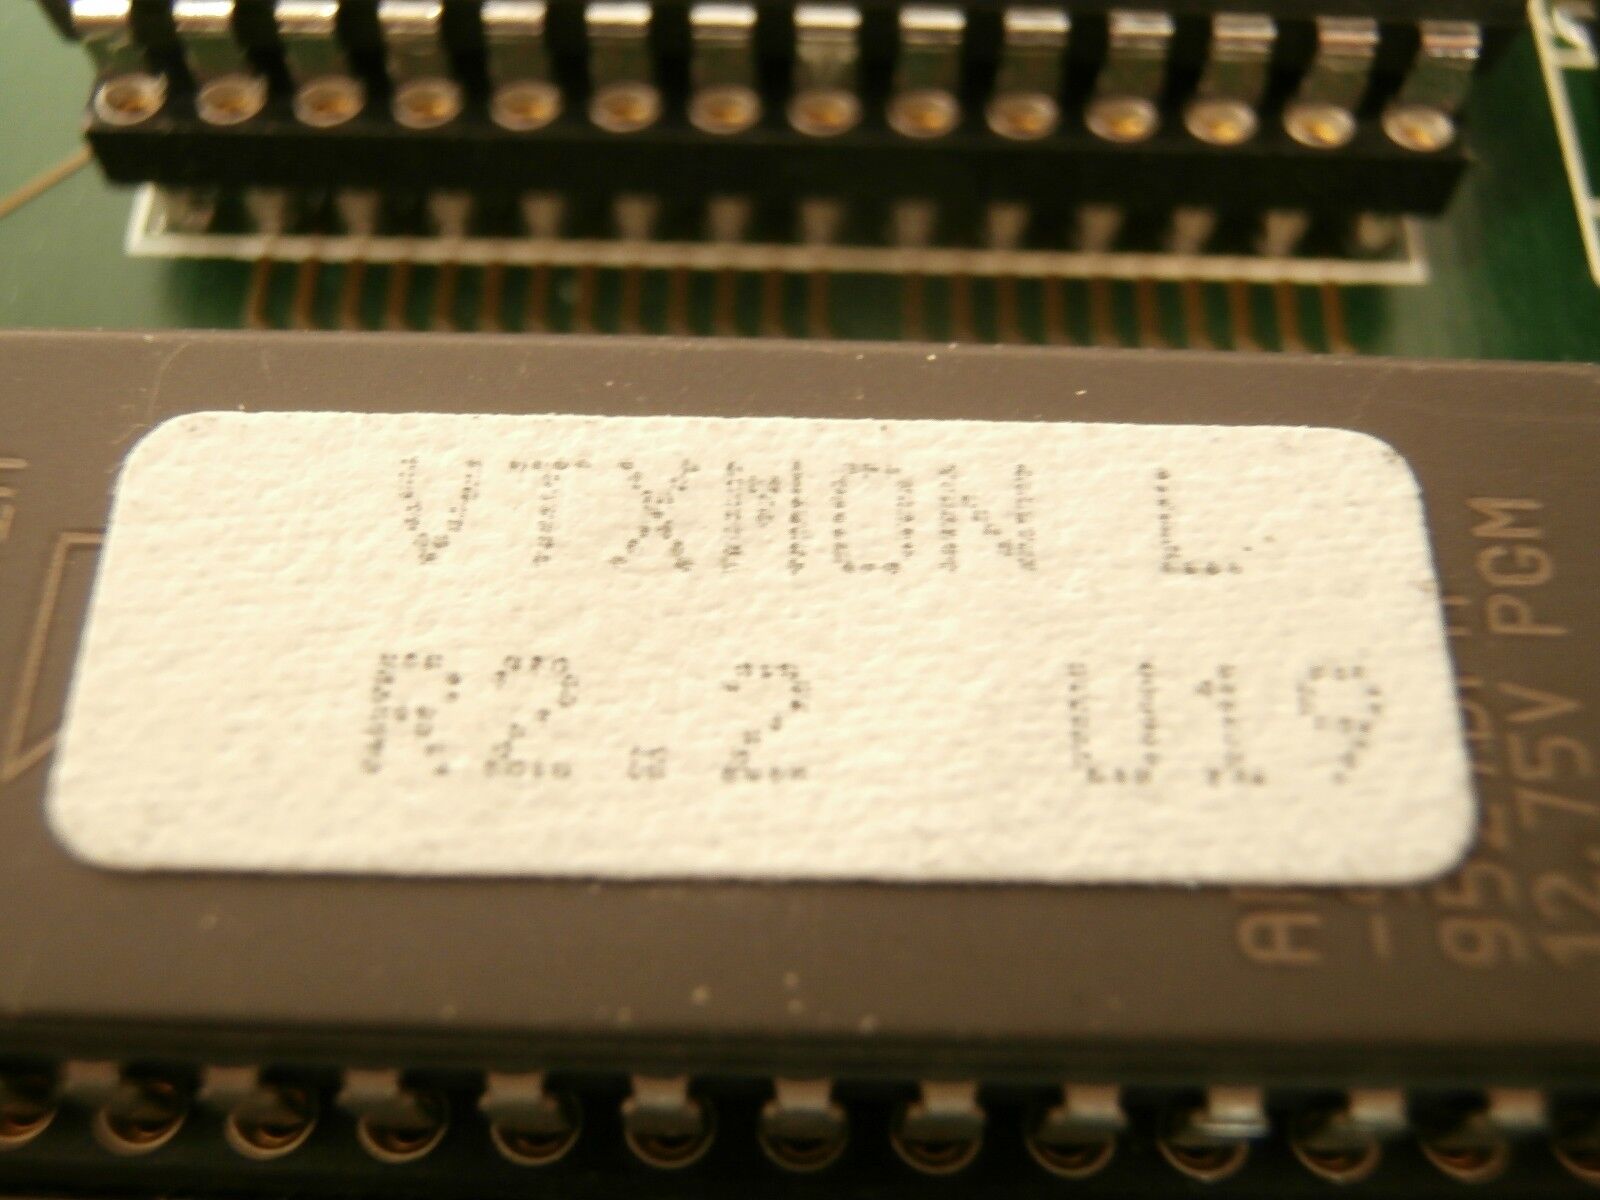 VTXMON L
R2.2 U19
12.75V PGM